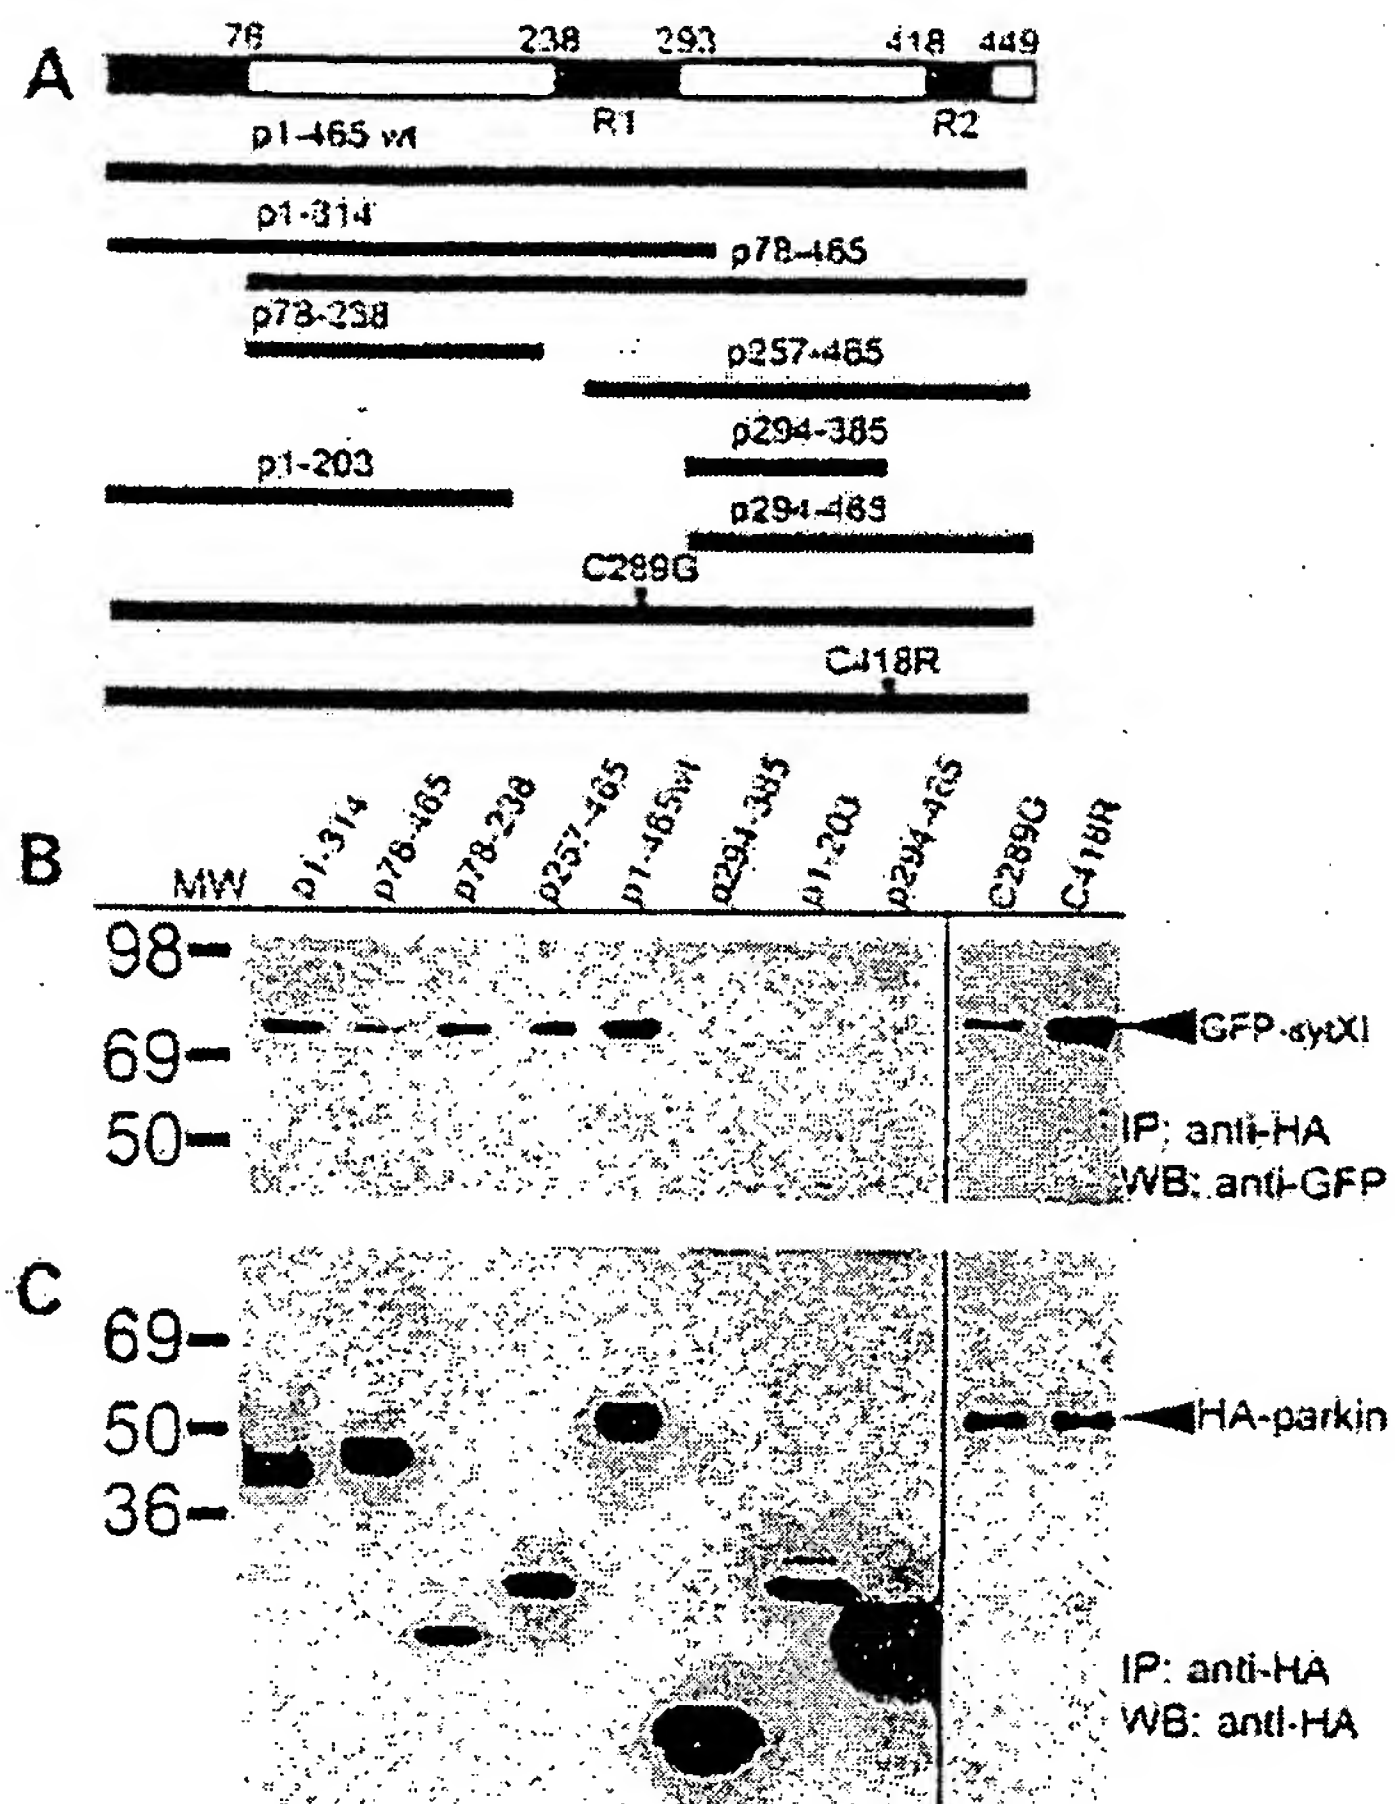 A
78 238 293 418 449
R1 R2
p1-465 wt
p1-314
p78-465
p78-238
p257-465
p294-385
p1-203
p294-465
C289G
C418R
B
MW p1-314 p78-465 p78-238 p257-465 p1-465wt p294-385 p1-203 p294-465 C289G C418R
98
69
50
GFP-sytXI
IP: anti-HA
WB: anti-GFP
C
69
50
36
HA-parkin
IP: anti-HA
WB: anti-HA